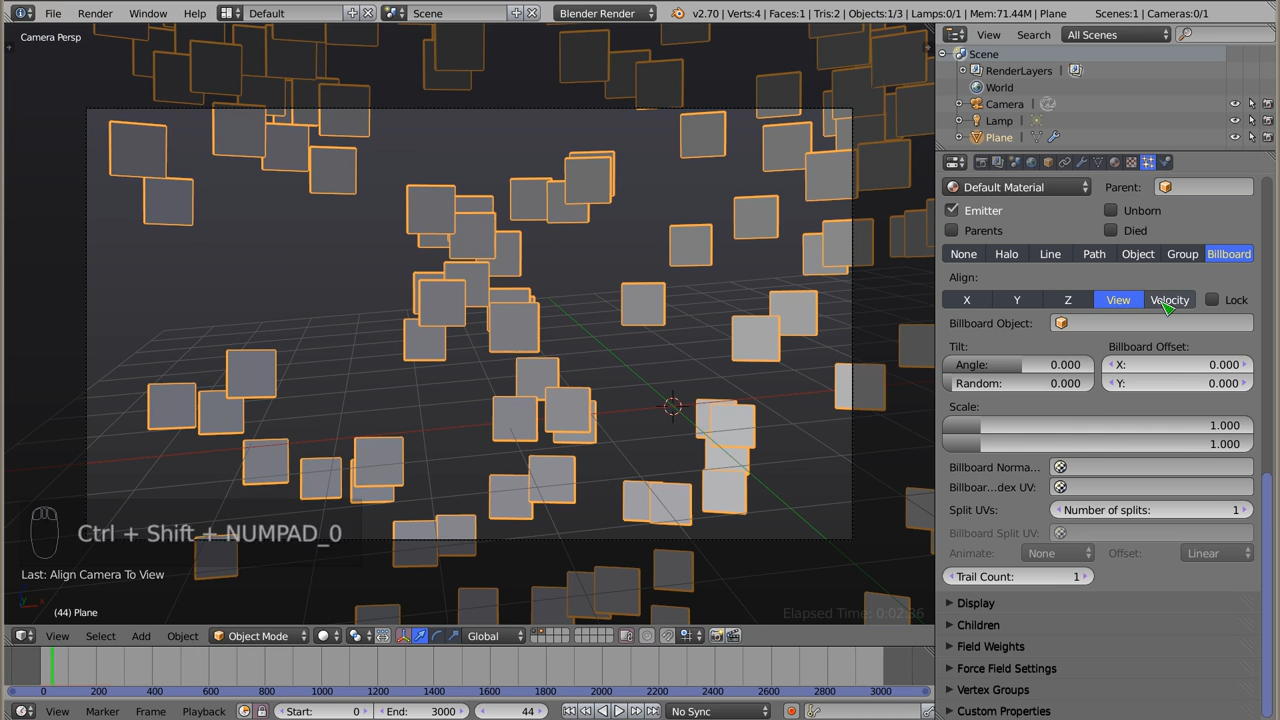 File Render Window Help Default Scene Blender Render v2.70 | Verts:4 | Faces:1 | Tris:2 | Objects:1/3 | Lamps:0/1 | Mem:71.44M | Plane Scenes:1 | Cameras:0/1
Camera Persp
View Search All Scenes
Scene
RenderLayers
World
Camera
Lamp
Plane
Default Material Parent:
Emitter Unborn
Parents Died
None Halo Line Path Object Group Billboard
Align:
X Y Z View Velocity Lock
Billboard Object:
Tilt: Billboard Offset:
Angle: 0.000 X: 0.000
Random: 0.000 Y: 0.000
Scale:
1.000
1.000
Billboard Norma...
Billboar...dex UV:
Split UVs: Number of splits: 1
Billboard Split UV:
Animate: None Offset: Linear
Trail Count: 1
Display
Children
Field Weights
Force Field Settings
Vertex Groups
Custom Properties
Ctrl + Shift + NUMPAD_0
Last: Align Camera To View
(44) Plane
Elapsed Time: 0:02:36
View Select Add Object Object Mode Global
0 200 400 600 800 1000 1200 1400 1600 1800 2000 2200 2400 2600 2800 3000
View Marker Frame Playback Start: 0 End: 3000 44 No Sync